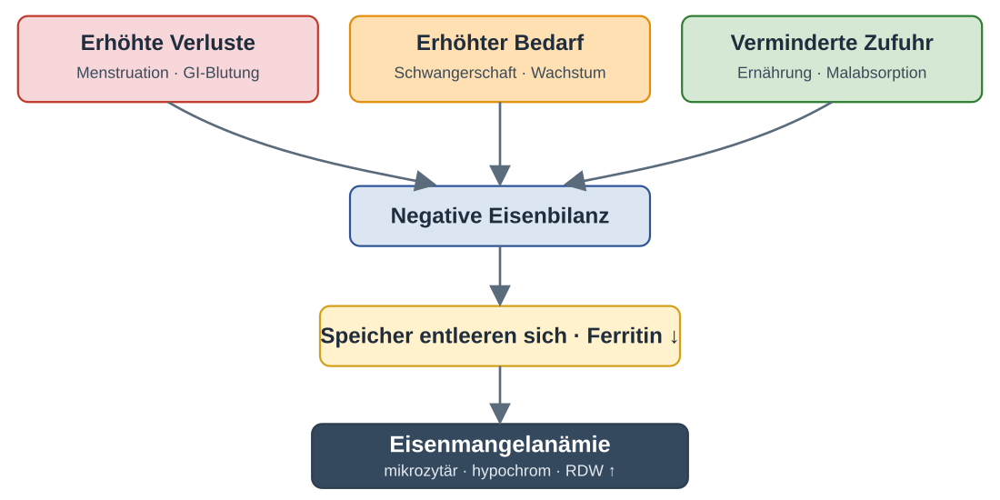 Erhöhte Verluste
Menstruation · GI-Blutung
Erhöhter Bedarf
Schwangerschaft · Wachstum
Verminderte Zufuhr
Ernährung · Malabsorption
Negative Eisenbilanz
Speicher entleeren sich · Ferritin ↓
Eisenmangelanämie
mikrozytär · hypochrom · RDW ↑